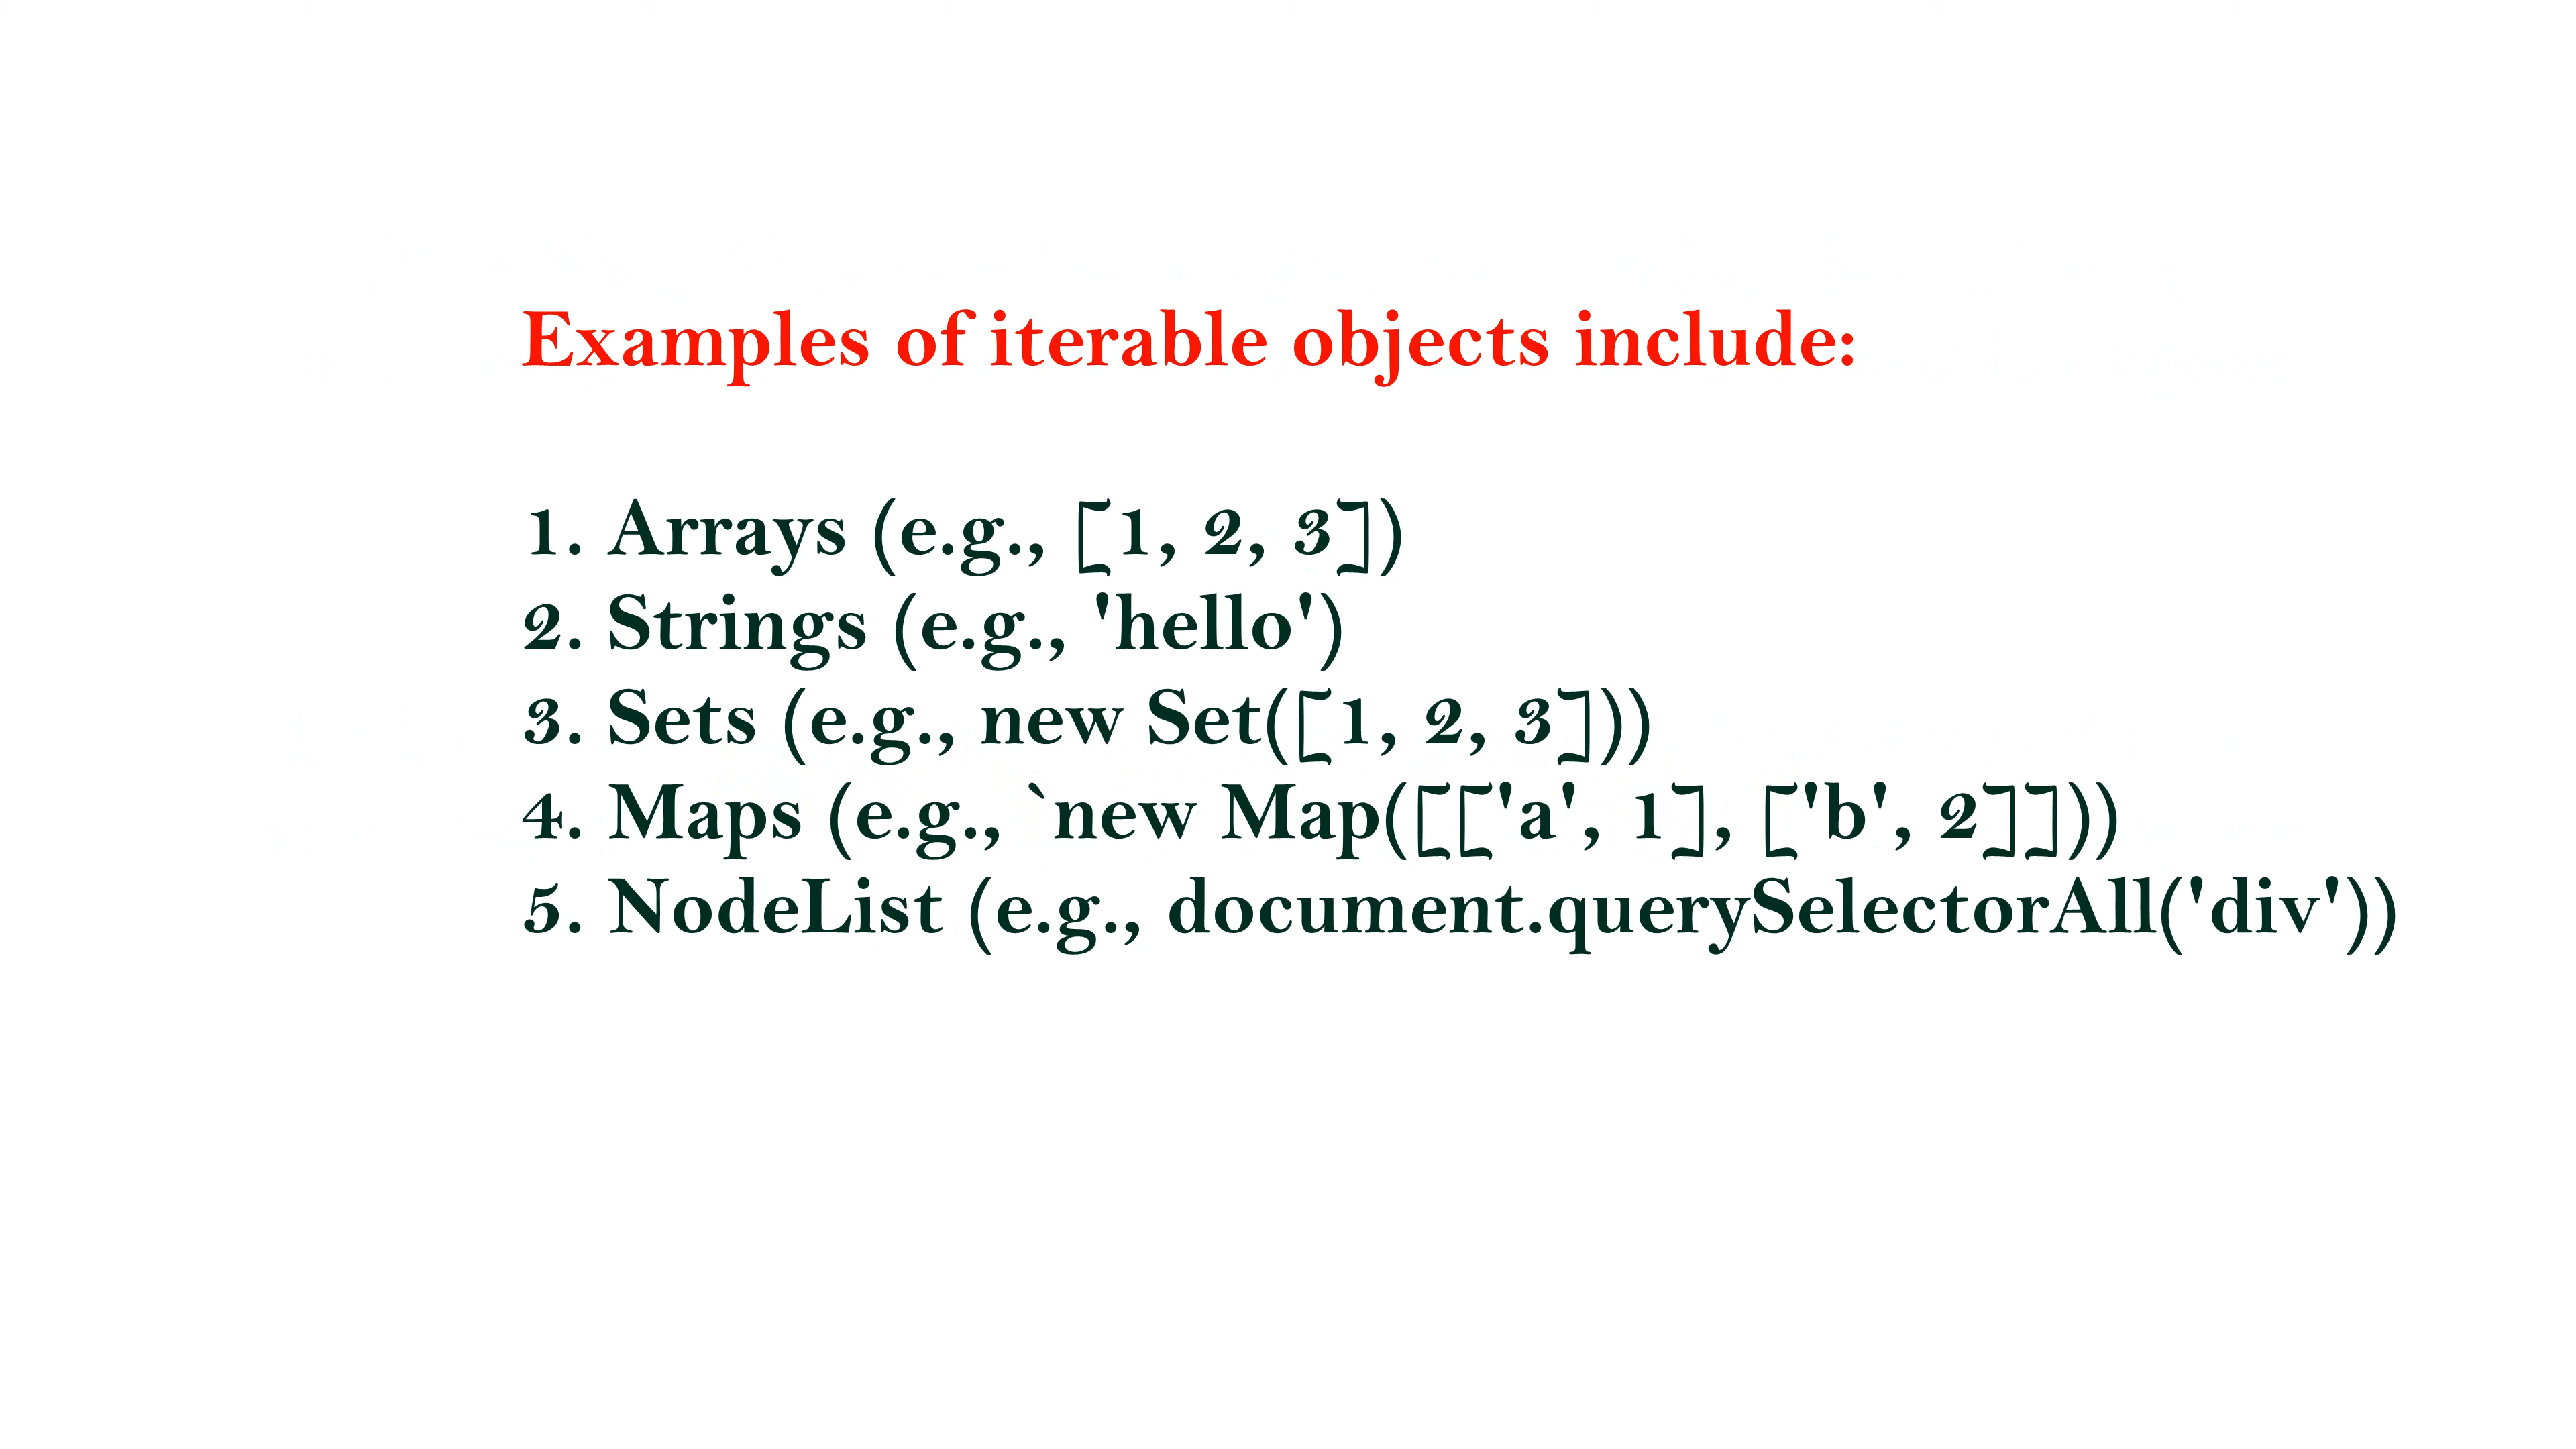 Examples of iterable objects include:
1. Arrays (e.g., [1, 2, 3])
2. Strings (e.g., 'hello')
3. Sets (e.g., new Set([1, 2, 3]))
4. Maps (e.g., `new Map([['a', 1], ['b', 2]]))
5. NodeList (e.g., document.querySelectorAll('div'))